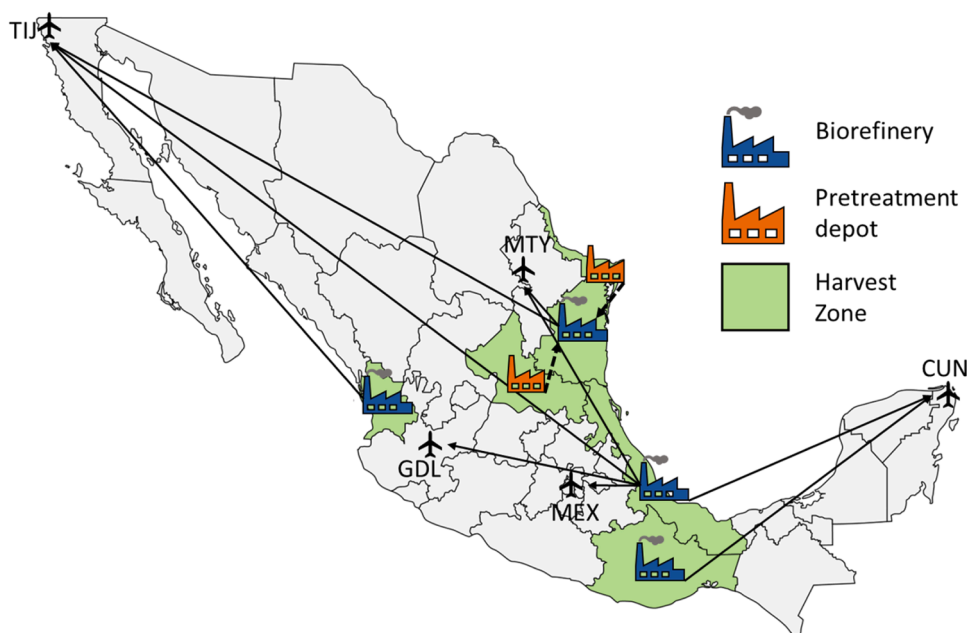 TIJ
Biorefinery
Pretreatment
depot
MTY
Harvest
Zone
CUN
GDL
MEX